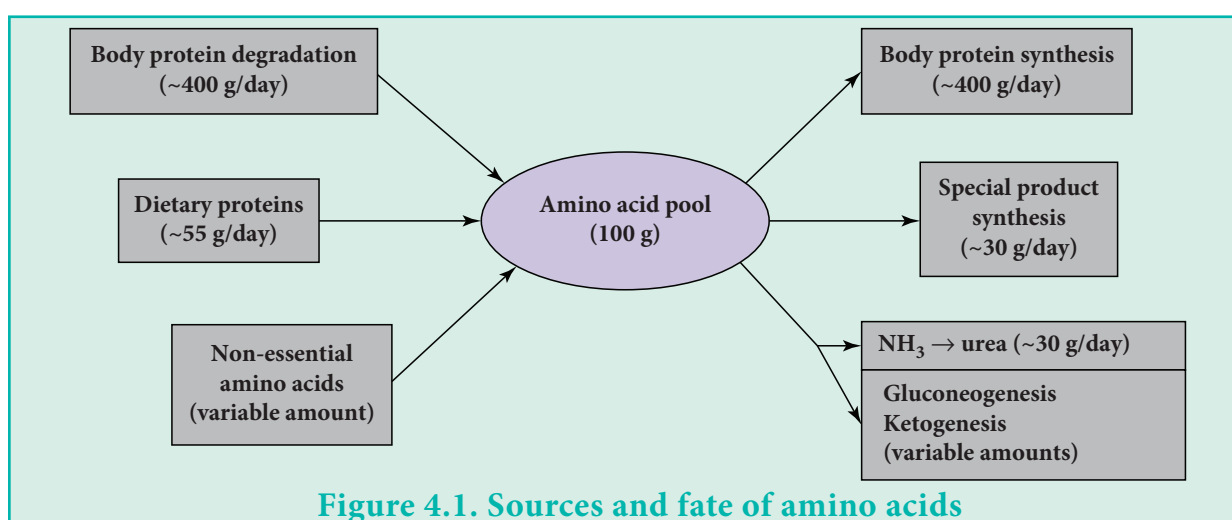 Body protein degradation
(~400 g/day)
Dietary proteins
(~55 g/day)
Non-essential
amino acids
(variable amount)
Amino acid pool
(100 g)
Body protein synthesis
(~400 g/day)
Special product
synthesis
(~30 g/day)
NH₃ → urea (~30 g/day)
Gluconeogenesis
Ketogenesis
(variable amounts)
Figure 4.1. Sources and fate of amino acids